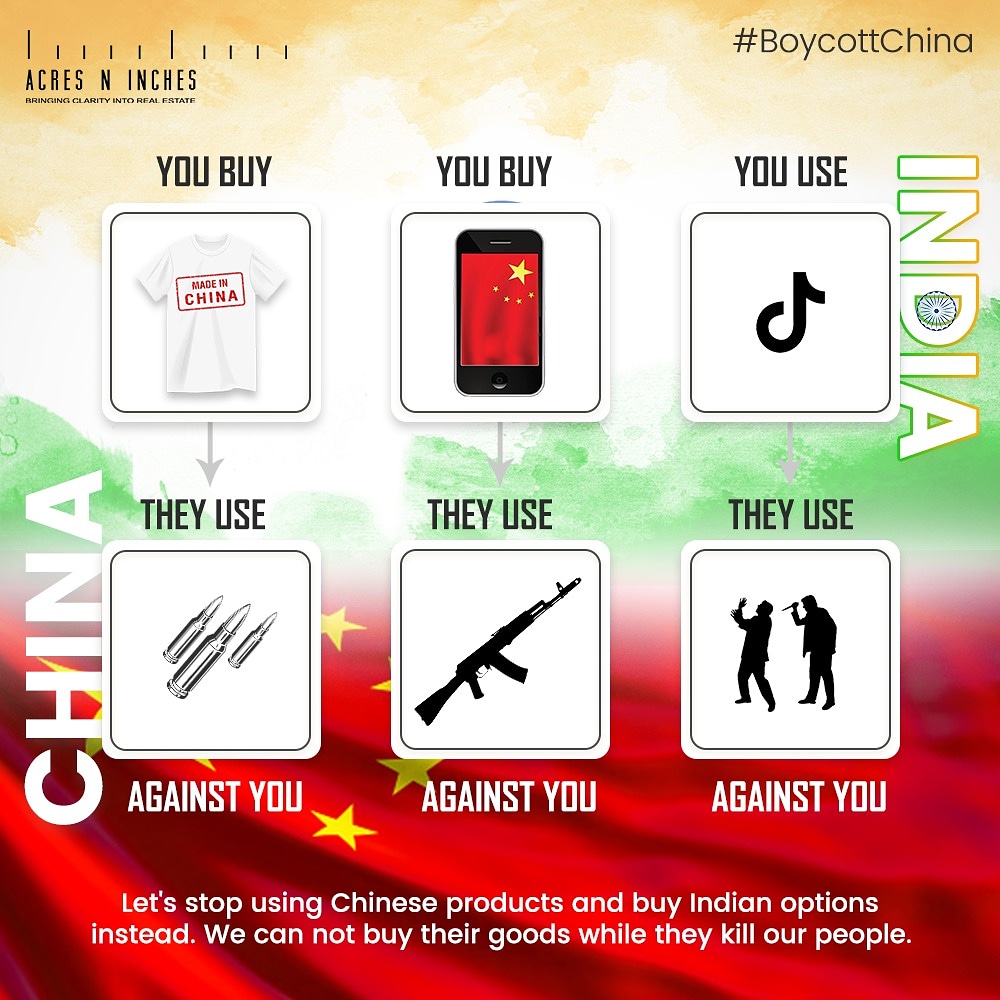 ACRES N INCHES
BRINGING CLARITY INTO REAL ESTATE
#BoycottChina
YOU BUY
YOU BUY
YOU USE
MADE IN
CHINA
INDIA
THEY USE
THEY USE
THEY USE
CHINA
AGAINST YOU
AGAINST YOU
AGAINST YOU
Let's stop using Chinese products and buy Indian options
instead. We can not buy their goods while they kill our people.